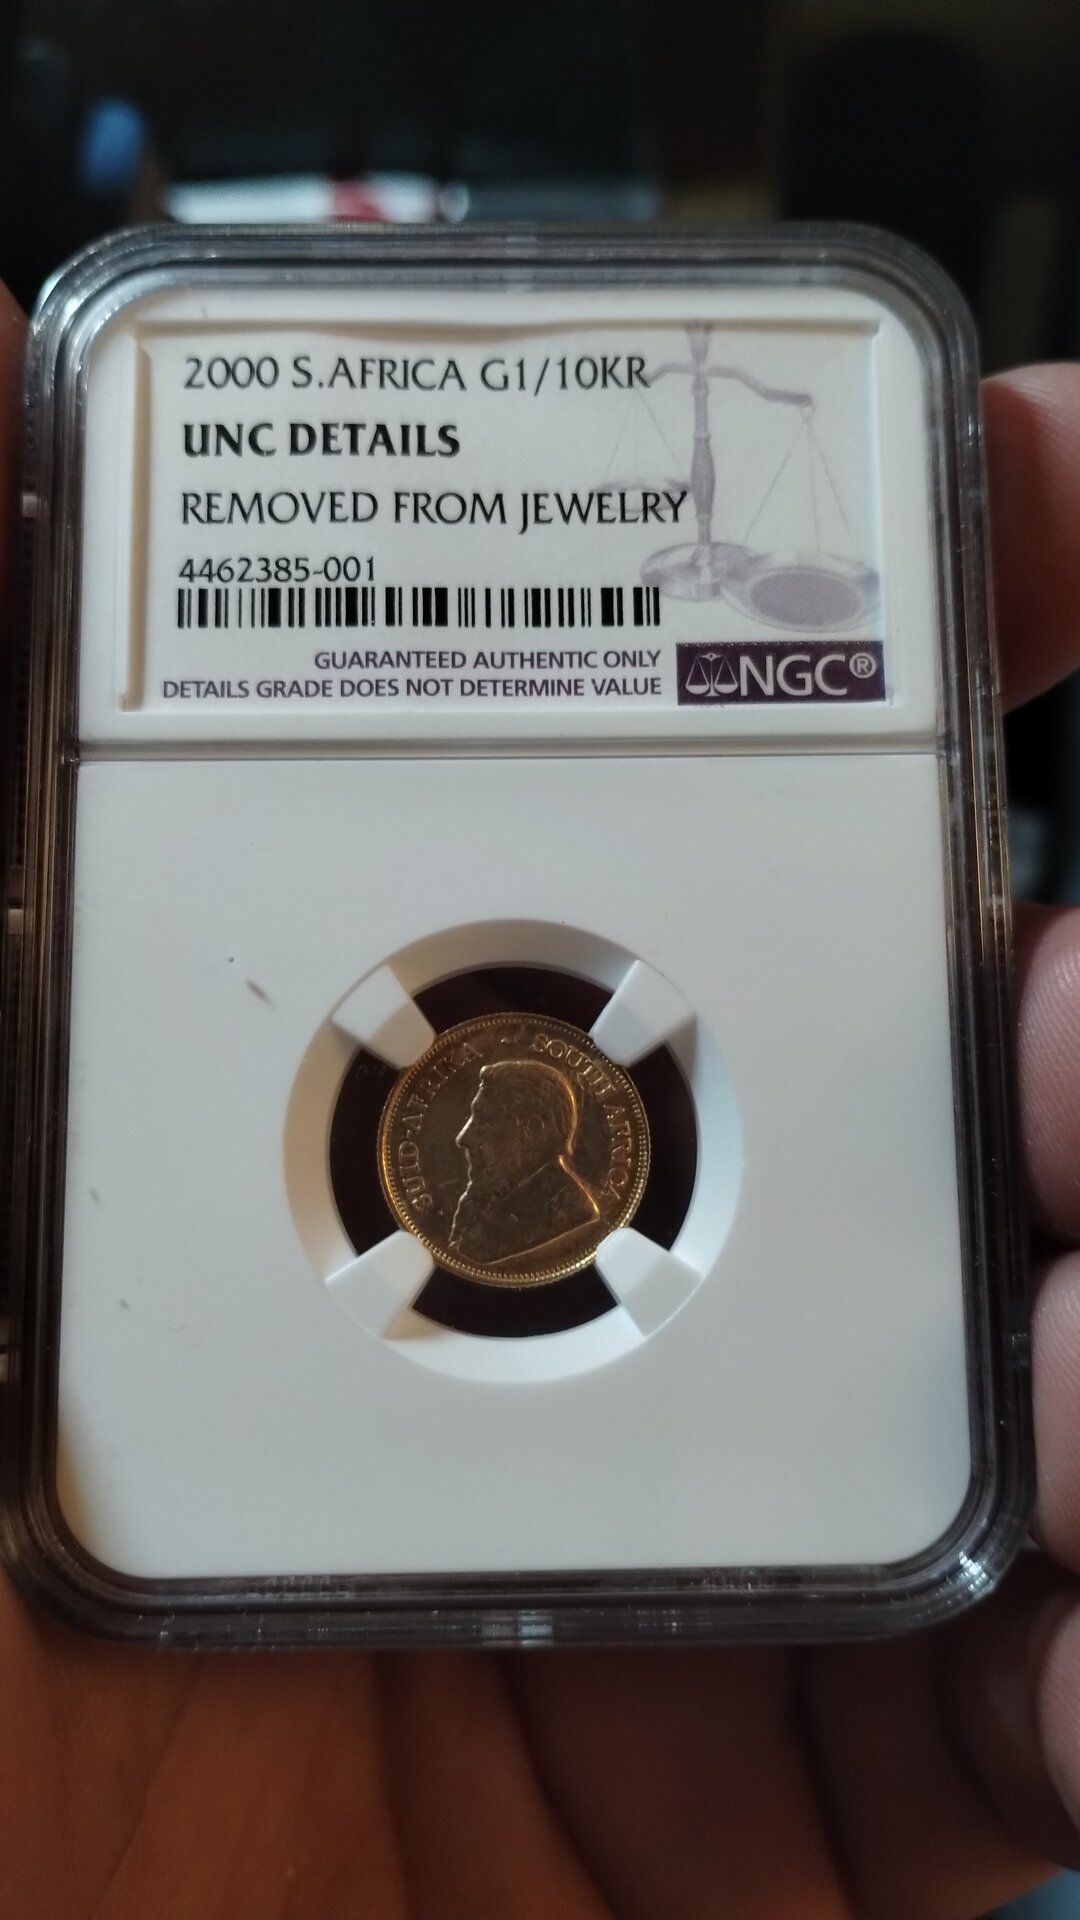 2000 S.AFRICA G1/10KR
UNC DETAILS
REMOVED FROM JEWELRY
4462385-001
GUARANTEED AUTHENTIC ONLY
DETAILS GRADE DOES NOT DETERMINE VALUE
NGC®
SUID-AFRIKA SOUTH AFRICA